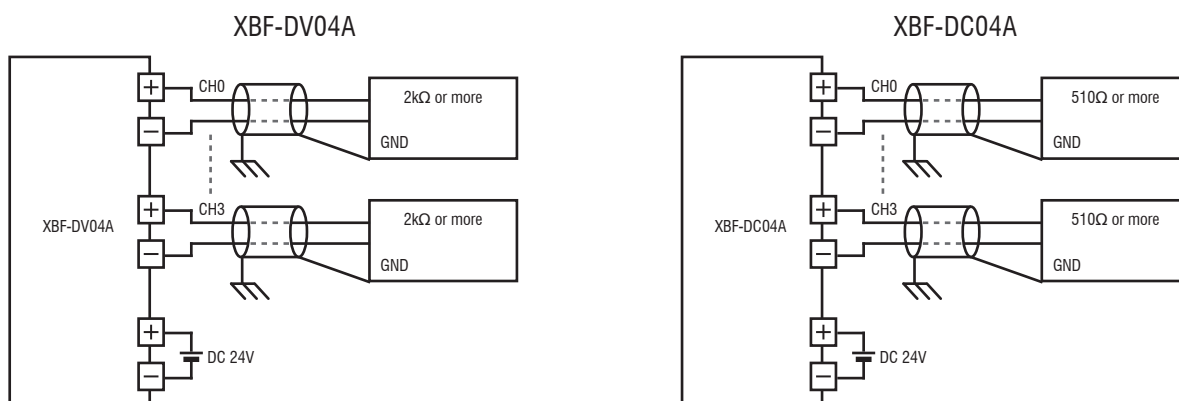 XBF-DV04A
+
CH0
2kΩ or more
−
GND
+
CH3
2kΩ or more
XBF-DV04A
−
GND
+
DC 24V
−
XBF-DC04A
+
CH0
510Ω or more
−
GND
+
CH3
510Ω or more
XBF-DC04A
−
GND
+
DC 24V
−